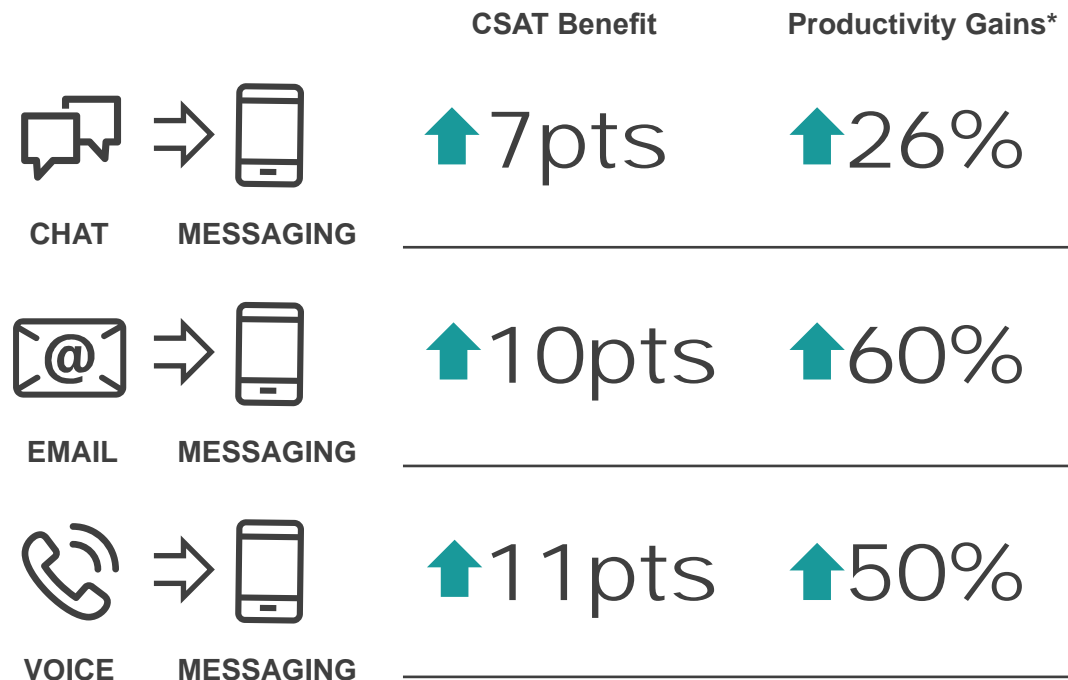 CSAT Benefit Productivity Gains*
7pts 26%
CHAT MESSAGING
@ 10pts 60%
EMAIL MESSAGING
11pts 50%
VOICE MESSAGING